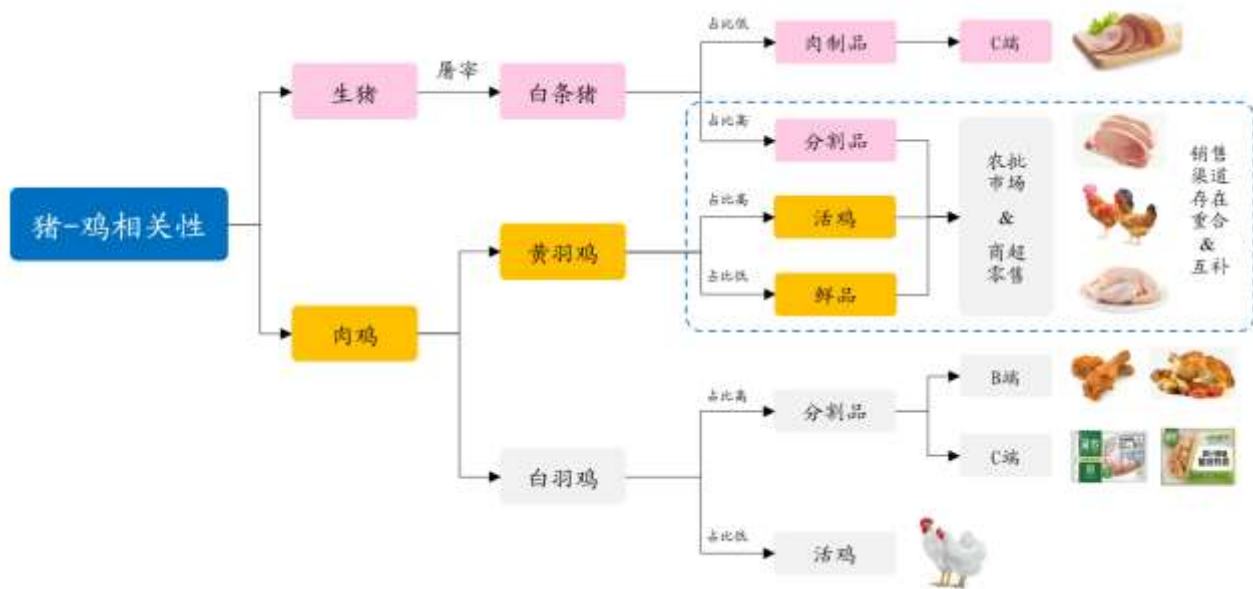 猪-鸡相关性
生猪
屠宰
白条猪
占比低
肉制品
C端
占比高
分割品
肉鸡
黄羽鸡
占比高
活鸡
占比低
鲜品
农批
市场
&
商超
零售
销售
渠道
存在
重合
&
互补
白羽鸡
占比高
分割品
B端
C端
占比低
活鸡